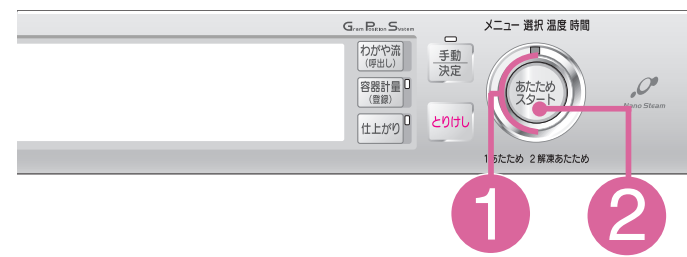 Gram Position System
メニュー 選択 温度 時間
わがや流
(呼出し)
手動
決定
容器計量
(登録)
あたため
スタート
仕上がり
とりけし
Nano Steam
1あたため 2解凍あたため
1
2